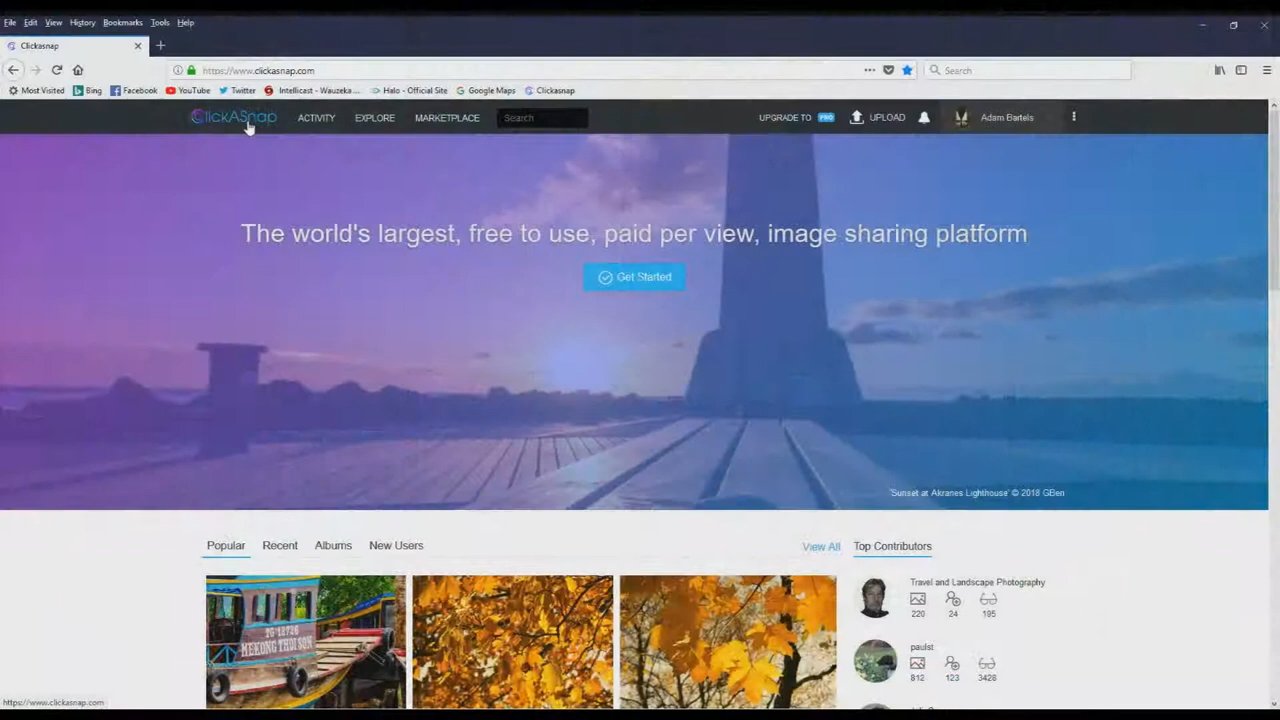 File Edit View History Bookmarks Tools Help
Clickasnap
https://www.clickasnap.com
Search
Most Visited Bing Facebook YouTube Twitter Intellicast - Wauzeka ... Halo - Official Site Google Maps Clickasnap
ClickASnap ACTIVITY EXPLORE MARKETPLACE Search UPGRADE TO PRO UPLOAD Adam Bartels
The world's largest, free to use, paid per view, image sharing platform
Get Started
'Sunset at Akranes Lighthouse' © 2018 GBen
Popular Recent Albums New Users View All Top Contributors
Travel and Landscape Photography
220 24 195
paulst
812 123 3428
SG 12726
MEKONG THOI SON
https://www.clickasnap.com